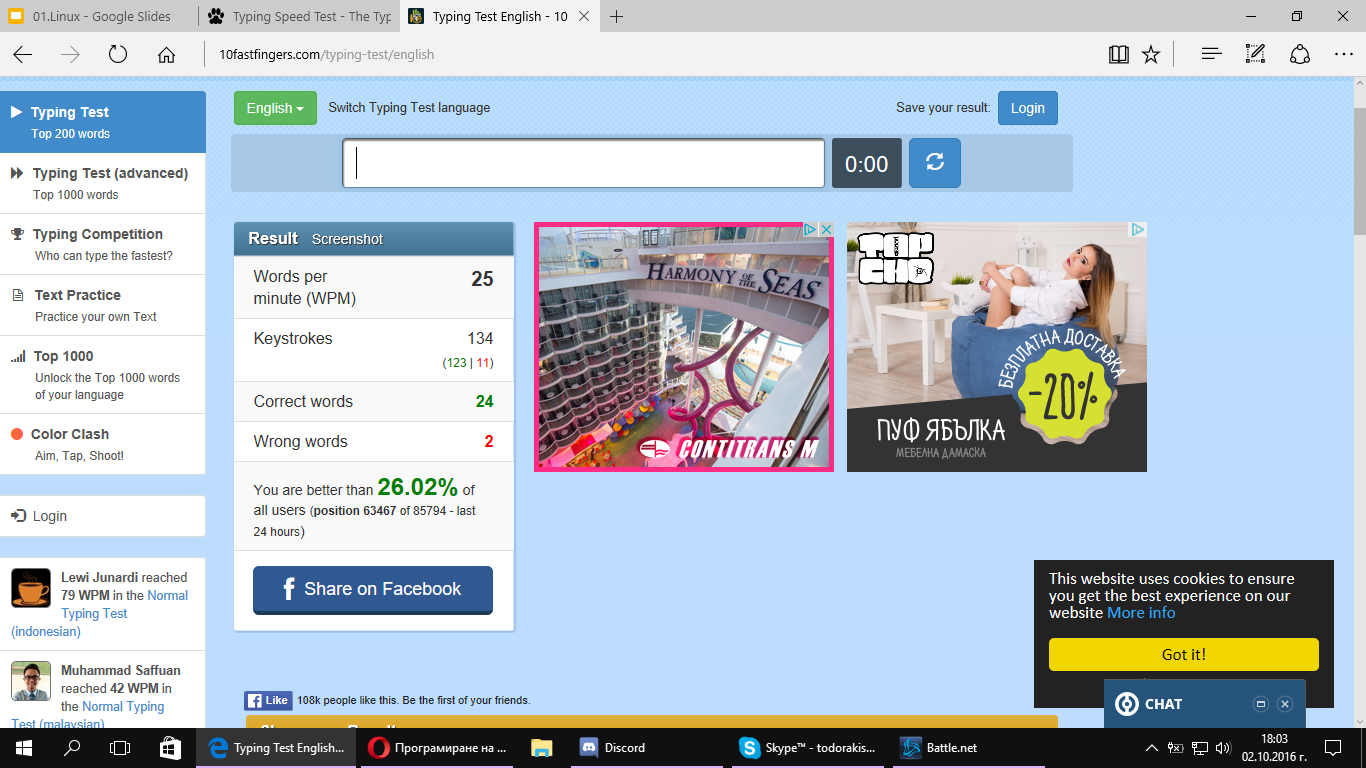 01.Linux - Google Slides
Typing Speed Test - The Typ
Typing Test English - 10
10fastfingers.com/typing-test/english
Typing Test
Top 200 words
Typing Test (advanced)
Top 1000 words
Typing Competition
Who can type the fastest?
Text Practice
Practice your own Text
Top 1000
Unlock the Top 1000 words
of your language
Color Clash
Aim, Tap, Shoot!
Login
Lewi Junardi reached
79 WPM in the Normal
Typing Test
(indonesian)
Muhammad Saffuan
reached 42 WPM in
the Normal Typing
Test (malaysian)
English
Switch Typing Test language
Save your result:
Login
0:00
Result Screenshot
Words per
minute (WPM)
25
Keystrokes
134
(123 | 11)
Correct words
24
Wrong words
2
You are better than 26.02% of
all users (position 63467 of 85794 - last
24 hours)
Share on Facebook
HARMONY OF THE SEAS
CONTITRANS M
TOP CHO
БЕЗПЛАТНА ДОСТАВКА
-20%
ПУФ ЯБЪЛКА
МЕБЕЛНА ДАМАСКА
This website uses cookies to ensure
you get the best experience on our
website More info
Got it!
CHAT
Like
108k people like this. Be the first of your friends.
Typing Test English...
Програмиране на ...
Discord
Skype™ - todorakis...
Battle.net
18:03
02.10.2016 г.